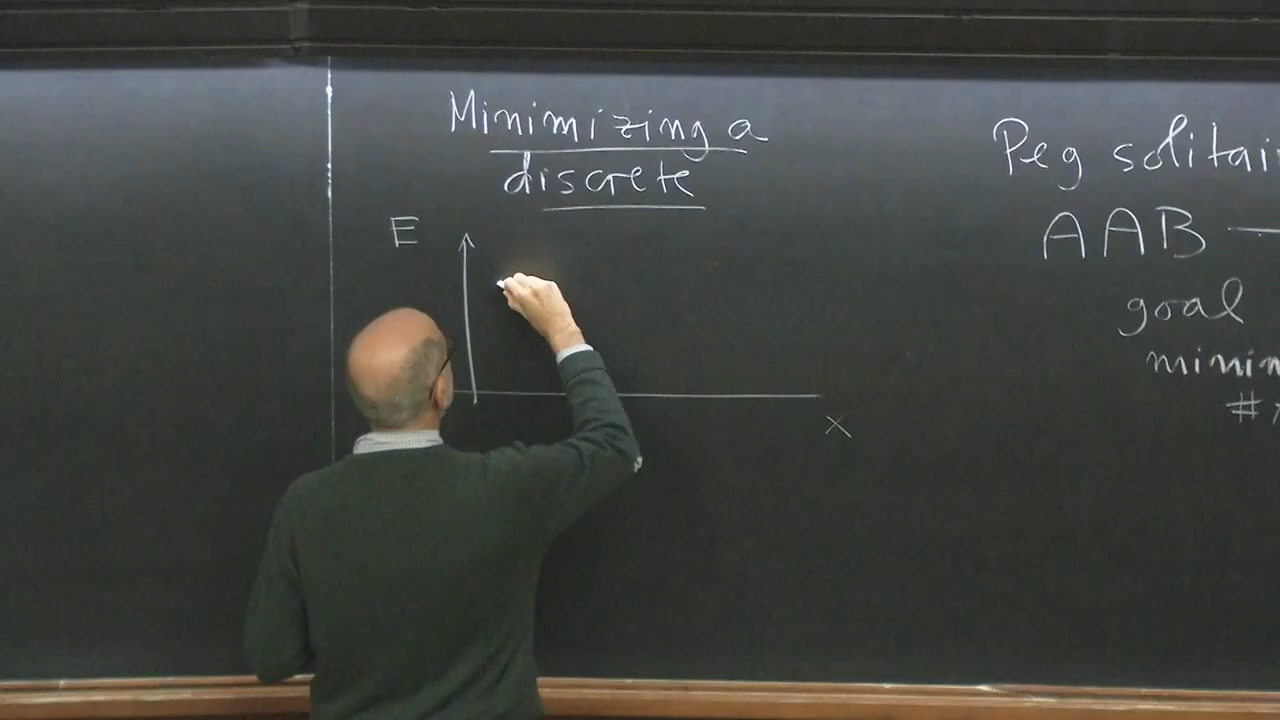 Minimizing a
discrete
E
x
Peg solitai
AAB —
goal
minim
#